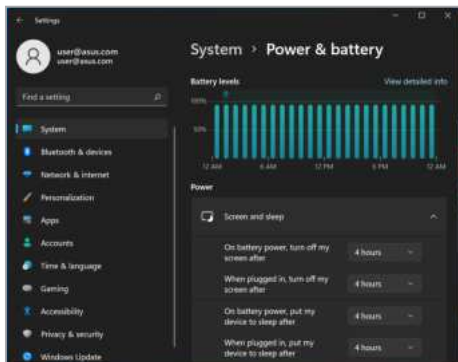 Settings
user@asus.com
user@asus.com
Find a setting
System
Bluetooth & devices
Network & internet
Personalization
Apps
Accounts
Time & language
Gaming
Accessibility
Privacy & security
Windows Update
System > Power & battery
Battery levels
View detailed info
100%
50%
12 AM
6 AM
12 PM
6 PM
12 AM
Power
Screen and sleep
On battery power, turn off my
screen after
4 hours
When plugged in, turn off my
screen after
4 hours
On battery power, put my
device to sleep after
4 hours
When plugged in, put my
device to sleep after
4 hours